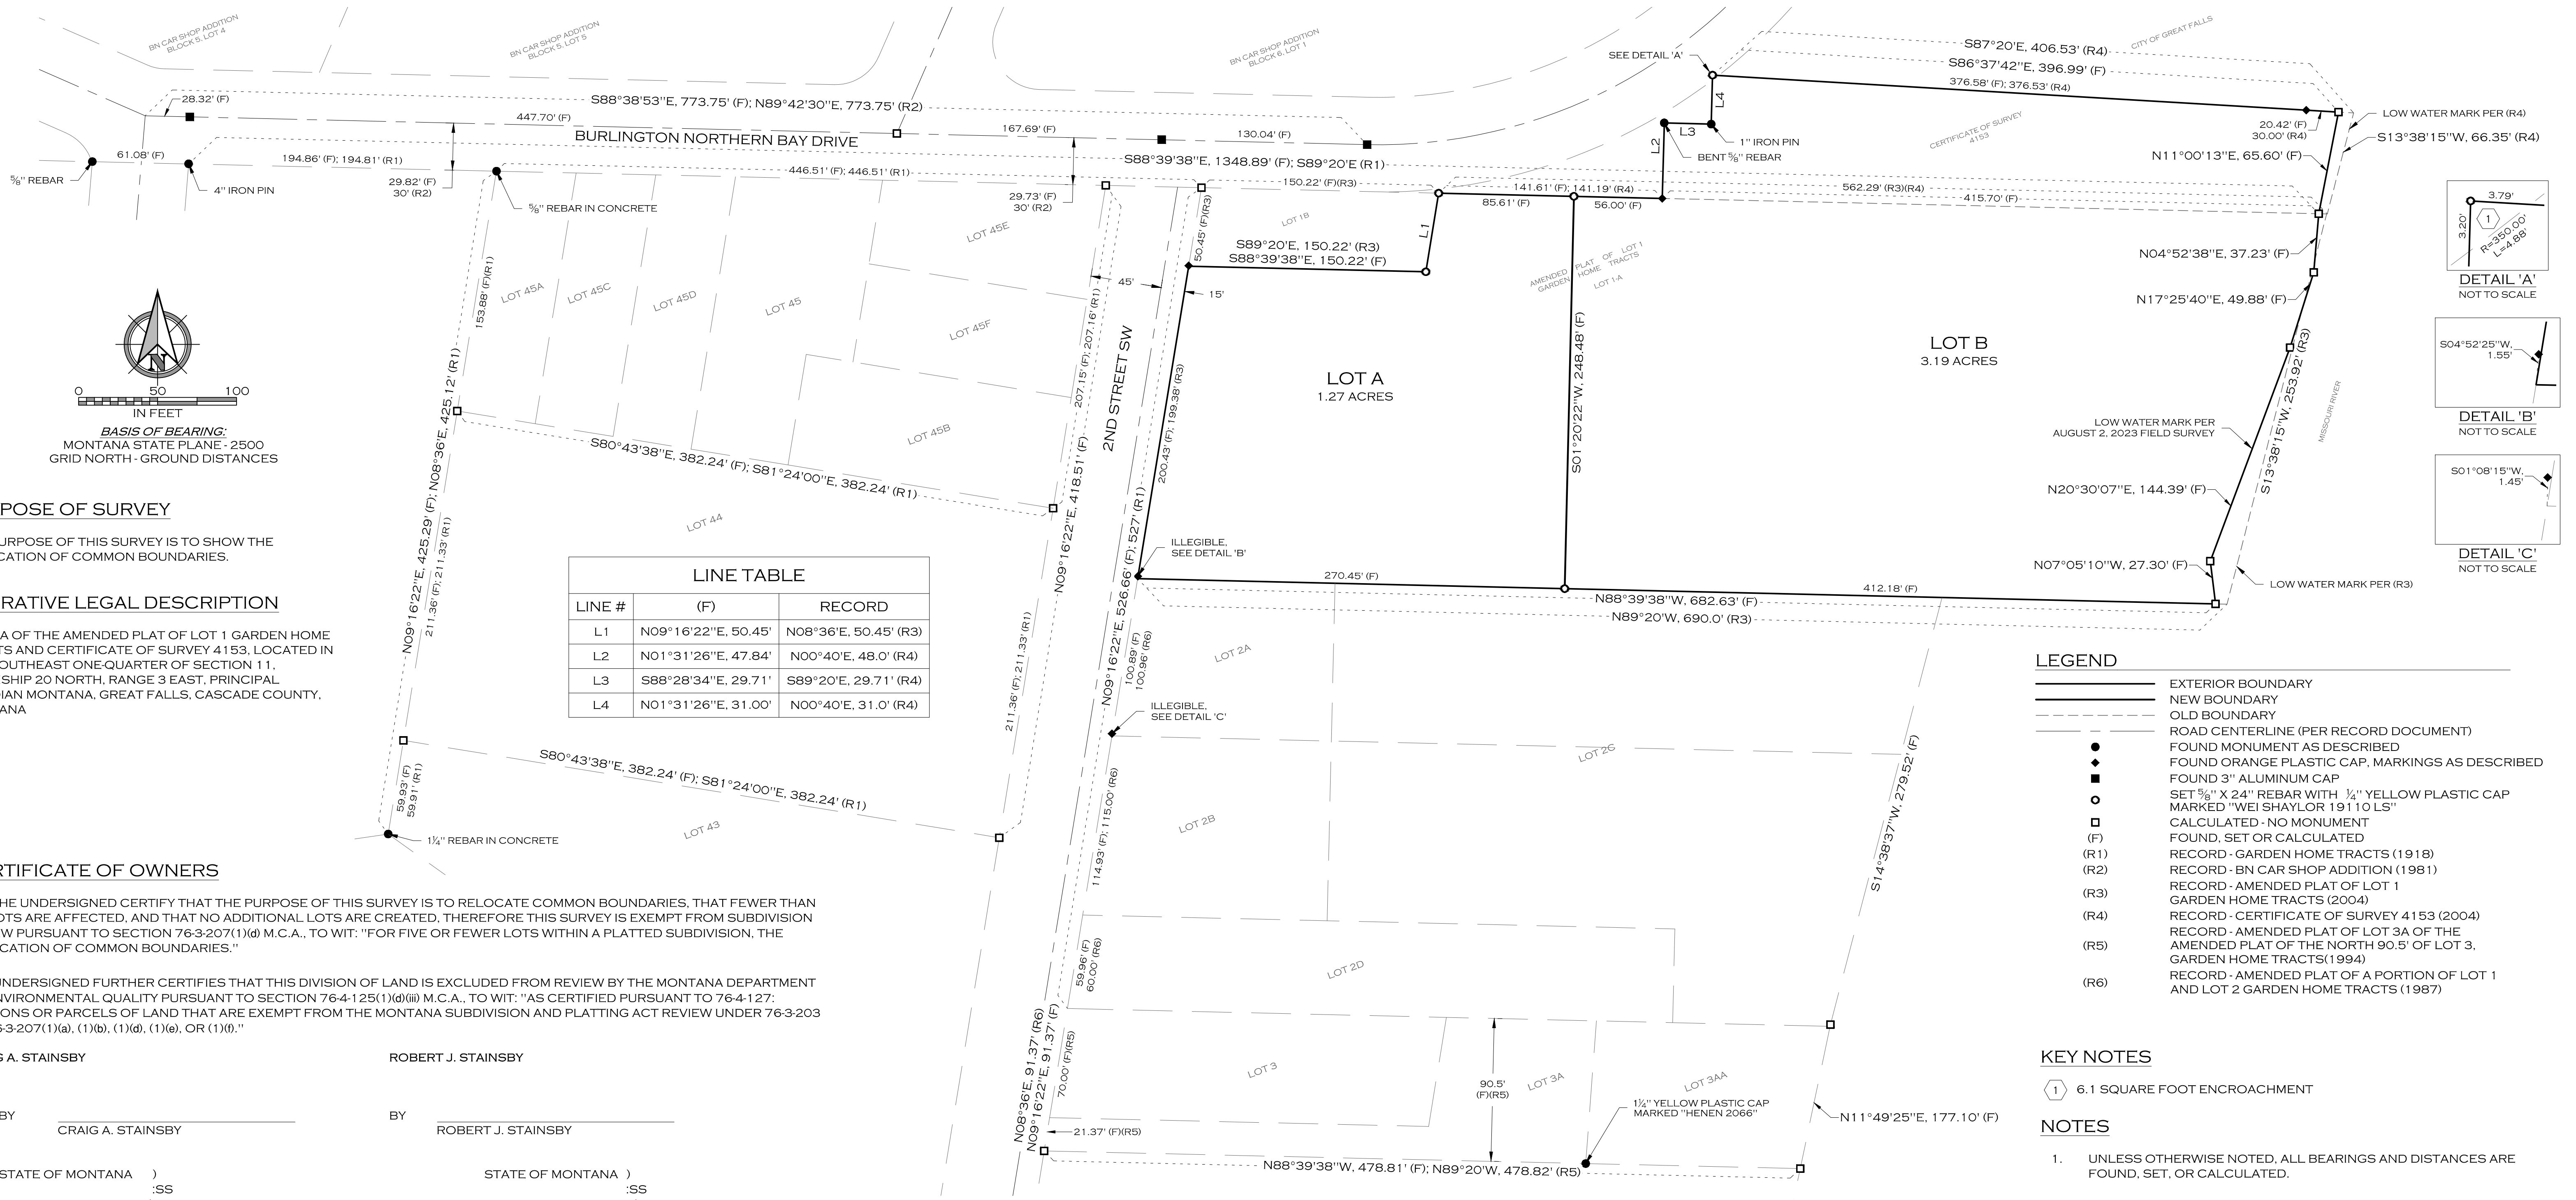 BN CAR SHOP ADDITION
BLOCK 5, LOT 4
BN CAR SHOP ADDITION
BLOCK 5, LOT 5
BN CAR SHOP ADDITION
BLOCK 6, LOT 1
CITY OF GREAT FALLS
SEE DETAIL 'A'
S87°20'E, 406.53' (R4)
S86°37'42"E, 396.99' (F)
376.58' (F); 376.53' (R4)
28.32' (F)
S88°38'53"E, 773.75' (F); N89°42'30"E, 773.75' (R2)
447.70' (F)
167.69' (F)
130.04' (F)
BURLINGTON NORTHERN BAY DRIVE
61.08' (F)
194.86' (F); 194.81' (R1)
S88°39'38"E, 1348.89' (F); S89°20'E (R1)
446.51' (F); 446.51' (R1)
⅝" REBAR
4" IRON PIN
29.82' (F)
30' (R2)
⅝" REBAR IN CONCRETE
29.73' (F)
30' (R2)
150.22' (F)(R3)
L4
L3
L2
1" IRON PIN
BENT ⅝" REBAR
CERTIFICATE OF SURVEY
4153
LOW WATER MARK PER (R4)
20.42' (F)
30.00' (R4)
S13°38'15"W, 66.35' (R4)
N11°00'13"E, 65.60' (F)
141.61' (F); 141.19' (R4)
562.29' (R3)(R4)
85.61' (F)
56.00' (F)
415.70' (F)
50.45' (F)(R3)
LOT 1B
L1
S89°20'E, 150.22' (R3)
S88°39'38"E, 150.22' (F)
AMENDED PLAT OF LOT 1
GARDEN HOME TRACTS
LOT 1-A
N04°52'38"E, 37.23' (F)
N17°25'40"E, 49.88' (F)
3.79'
3.20'
1
R=350.00'
L=4.88'
DETAIL 'A'
NOT TO SCALE
S04°52'25"W,
1.55'
DETAIL 'B'
NOT TO SCALE
S01°08'15"W,
1.45'
DETAIL 'C'
NOT TO SCALE
LOT 45E
LOT 45A
LOT 45C
LOT 45D
LOT 45
LOT 45F
LOT 45B
45'
15'
153.88' (F)(R1)
207.15' (F); 207.16' (R1)
2ND STREET SW
200.43' (F); 199.38' (R3)
LOT A
1.27 ACRES
S01°20'22"W, 248.48' (F)
LOT B
3.19 ACRES
S13°38'15"W, 253.92' (R3)
MISSOURI RIVER
LOW WATER MARK PER
AUGUST 2, 2023 FIELD SURVEY
N20°30'07"E, 144.39' (F)
N07°05'10"W, 27.30' (F)
LOW WATER MARK PER (R3)
N
0 50 100
IN FEET
BASIS OF BEARING:
MONTANA STATE PLANE - 2500
GRID NORTH - GROUND DISTANCES
N09°16'22"E, 425.29' (F); N08°36'E, 425.12' (R1)
211.36' (F); 211.33' (R1)
S80°43'38"E, 382.24' (F); S81°24'00"E, 382.24' (R1)
LOT 44
N09°16'22"E, 418.51' (F)
211.36' (F); 211.33' (R1)
N09°16'22"E, 526.66' (F); 527' (R1)
ILLEGIBLE,
SEE DETAIL 'B'
270.45' (F)
N88°39'38"W, 682.63' (F)
412.18' (F)
N89°20'W, 690.0' (R3)
POSE OF SURVEY
URPOSE OF THIS SURVEY IS TO SHOW THE
CATION OF COMMON BOUNDARIES.
RATIVE LEGAL DESCRIPTION
A OF THE AMENDED PLAT OF LOT 1 GARDEN HOME
TS AND CERTIFICATE OF SURVEY 4153, LOCATED IN
OUTHEAST ONE-QUARTER OF SECTION 11,
SHIP 20 NORTH, RANGE 3 EAST, PRINCIPAL
DIAN MONTANA, GREAT FALLS, CASCADE COUNTY,
ANA
LINE TABLE
LINE # (F) RECORD
L1 N09°16'22"E, 50.45' N08°36'E, 50.45' (R3)
L2 N01°31'26"E, 47.84' N00°40'E, 48.0' (R4)
L3 S88°28'34"E, 29.71' S89°20'E, 29.71' (R4)
L4 N01°31'26"E, 31.00' N00°40'E, 31.0' (R4)
59.93' (F)
59.91' (R1)
S80°43'38"E, 382.24' (F); S81°24'00"E, 382.24' (R1)
1¼" REBAR IN CONCRETE
LOT 43
100.89' (F)
100.96' (R6)
LOT 2A
ILLEGIBLE,
SEE DETAIL 'C'
LOT 2C
114.93' (F); 115.00' (R6)
LOT 2B
S14°38'37"W, 279.52' (F)
59.96' (F)
60.00' (R6)
LOT 2D
N08°36'E, 91.37' (R6)
N09°16'22"E, 91.37' (F)
70.00' (F)(R5)
LOT 3
90.5'
(F)(R5)
LOT 3A
LOT 3AA
1¼" YELLOW PLASTIC CAP
MARKED "HENEN 2066"
N11°49'25"E, 177.10' (F)
21.37' (F)(R5)
N88°39'38"W, 478.81' (F); N89°20'W, 478.82' (R5)
LEGEND
EXTERIOR BOUNDARY
NEW BOUNDARY
OLD BOUNDARY
ROAD CENTERLINE (PER RECORD DOCUMENT)
FOUND MONUMENT AS DESCRIBED
FOUND ORANGE PLASTIC CAP, MARKINGS AS DESCRIBED
FOUND 3" ALUMINUM CAP
SET ⅝" X 24" REBAR WITH ¼" YELLOW PLASTIC CAP
MARKED "WEI SHAYLOR 19110 LS"
CALCULATED - NO MONUMENT
(F) FOUND, SET OR CALCULATED
(R1) RECORD - GARDEN HOME TRACTS (1918)
(R2) RECORD - BN CAR SHOP ADDITION (1981)
(R3) RECORD - AMENDED PLAT OF LOT 1
GARDEN HOME TRACTS (2004)
(R4) RECORD - CERTIFICATE OF SURVEY 4153 (2004)
(R5) RECORD - AMENDED PLAT OF LOT 3A OF THE
AMENDED PLAT OF THE NORTH 90.5' OF LOT 3,
GARDEN HOME TRACTS(1994)
(R6) RECORD - AMENDED PLAT OF A PORTION OF LOT 1
AND LOT 2 GARDEN HOME TRACTS (1987)
KEY NOTES
1 6.1 SQUARE FOOT ENCROACHMENT
NOTES
1. UNLESS OTHERWISE NOTED, ALL BEARINGS AND DISTANCES ARE
FOUND, SET, OR CALCULATED.
RTIFICATE OF OWNERS
HE UNDERSIGNED CERTIFY THAT THE PURPOSE OF THIS SURVEY IS TO RELOCATE COMMON BOUNDARIES, THAT FEWER THAN
OTS ARE AFFECTED, AND THAT NO ADDITIONAL LOTS ARE CREATED, THEREFORE THIS SURVEY IS EXEMPT FROM SUBDIVISION
W PURSUANT TO SECTION 76-3-207(1)(d) M.C.A., TO WIT: "FOR FIVE OR FEWER LOTS WITHIN A PLATTED SUBDIVISION, THE
CATION OF COMMON BOUNDARIES."
UNDERSIGNED FURTHER CERTIFIES THAT THIS DIVISION OF LAND IS EXCLUDED FROM REVIEW BY THE MONTANA DEPARTMENT
NVIRONMENTAL QUALITY PURSUANT TO SECTION 76-4-125(1)(d)(iii) M.C.A., TO WIT: "AS CERTIFIED PURSUANT TO 76-4-127:
ONS OR PARCELS OF LAND THAT ARE EXEMPT FROM THE MONTANA SUBDIVISION AND PLATTING ACT REVIEW UNDER 76-3-203
6-3-207(1)(a), (1)(b), (1)(d), (1)(e), OR (1)(f)."
G A. STAINSBY
ROBERT J. STAINSBY
BY
CRAIG A. STAINSBY
BY
ROBERT J. STAINSBY
STATE OF MONTANA )
:SS
STATE OF MONTANA )
:SS